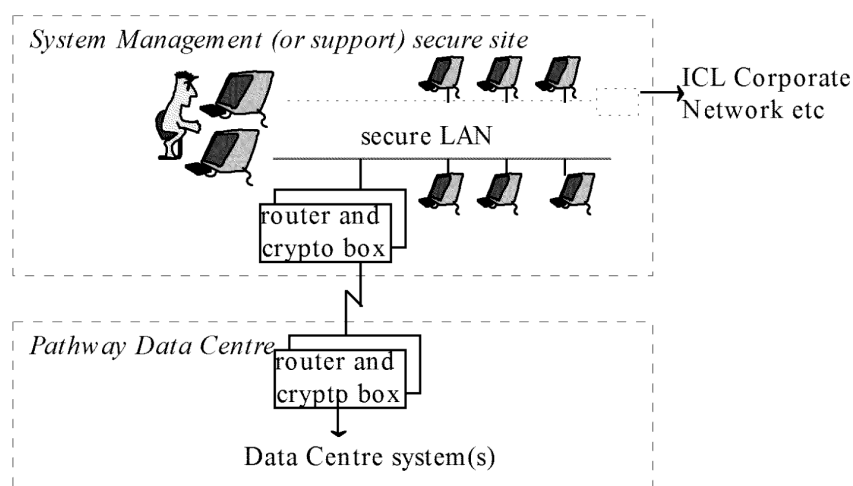 System Management (or support) secure site
ICL Corporate
Network etc
secure LAN
router and
crypto box
Pathway Data Centre
router and
crypto box
Data Centre system(s)